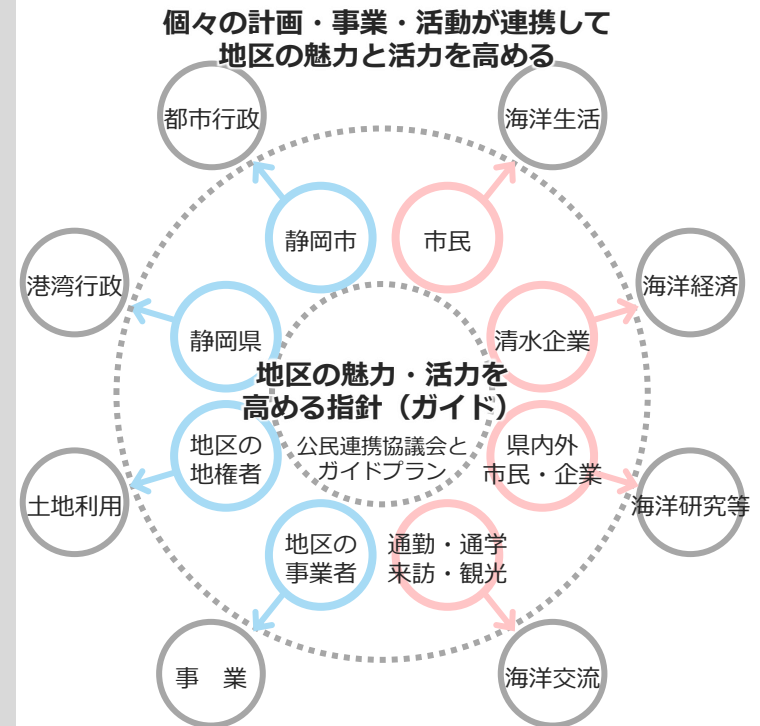 個々の計画・事業・活動が連携して
地区の魅力と活力を高める
都市行政
海洋生活
静岡市
市民
港湾行政
海洋経済
静岡県
清水企業
地区の魅力・活力を
高める指針（ガイド）
公民連携協議会と
ガイドプラン
地区の
地権者
県内外
市民・企業
土地利用
海洋研究等
地区の
事業者
通勤・通学
来訪・観光
事　業
海洋交流